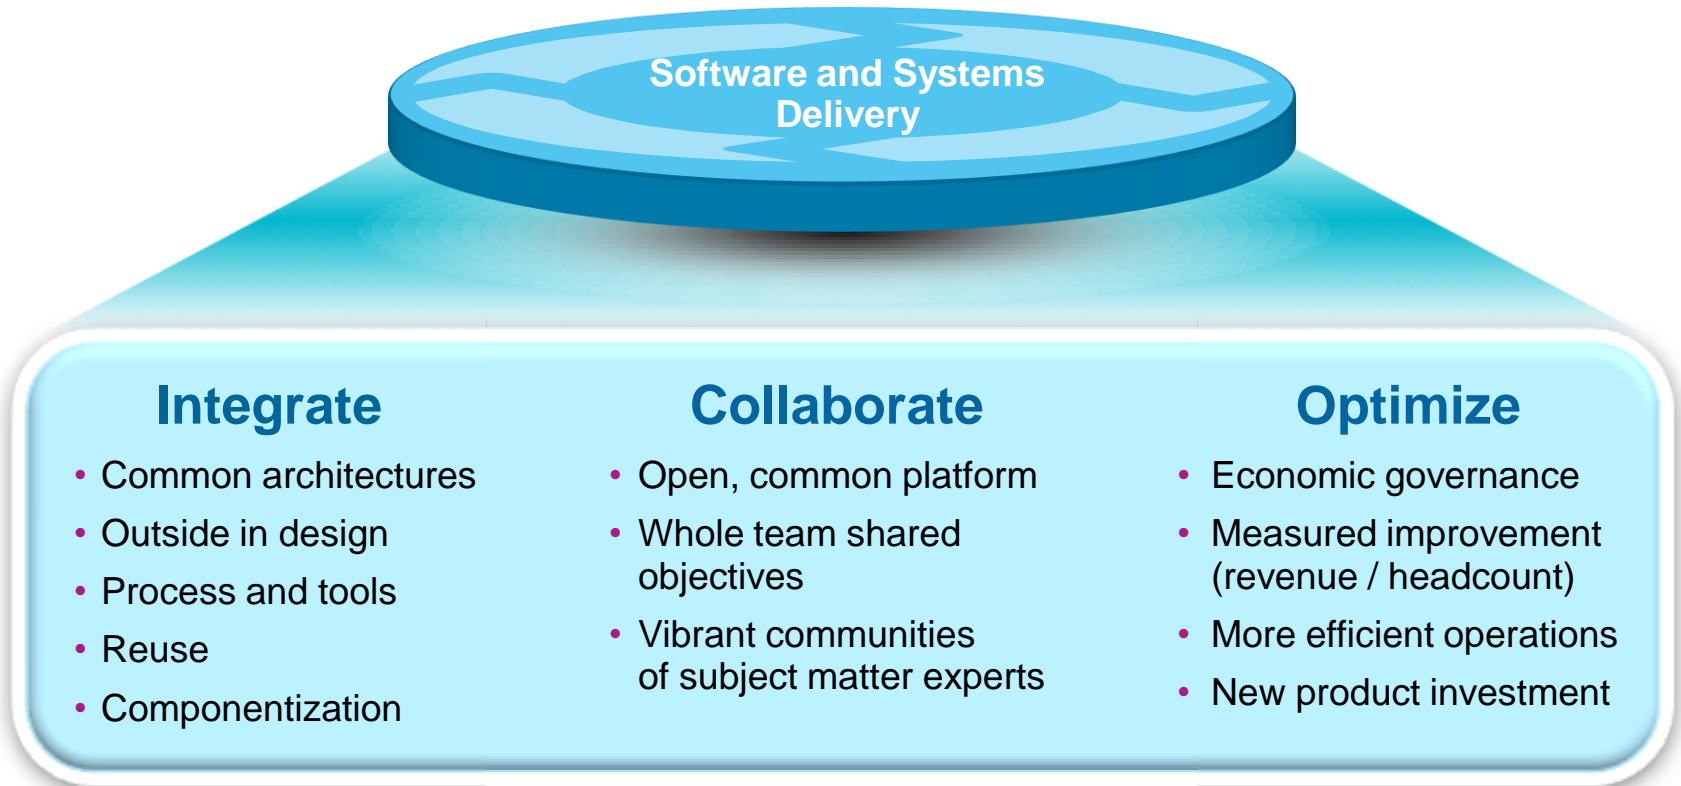 Software and Systems
Delivery
Integrate
• Common architectures
• Outside in design
• Process and tools
• Reuse
• Componentization
Collaborate
• Open, common platform
• Whole team shared
objectives
• Vibrant communities
of subject matter experts
Optimize
• Economic governance
• Measured improvement
(revenue / headcount)
• More efficient operations
• New product investment